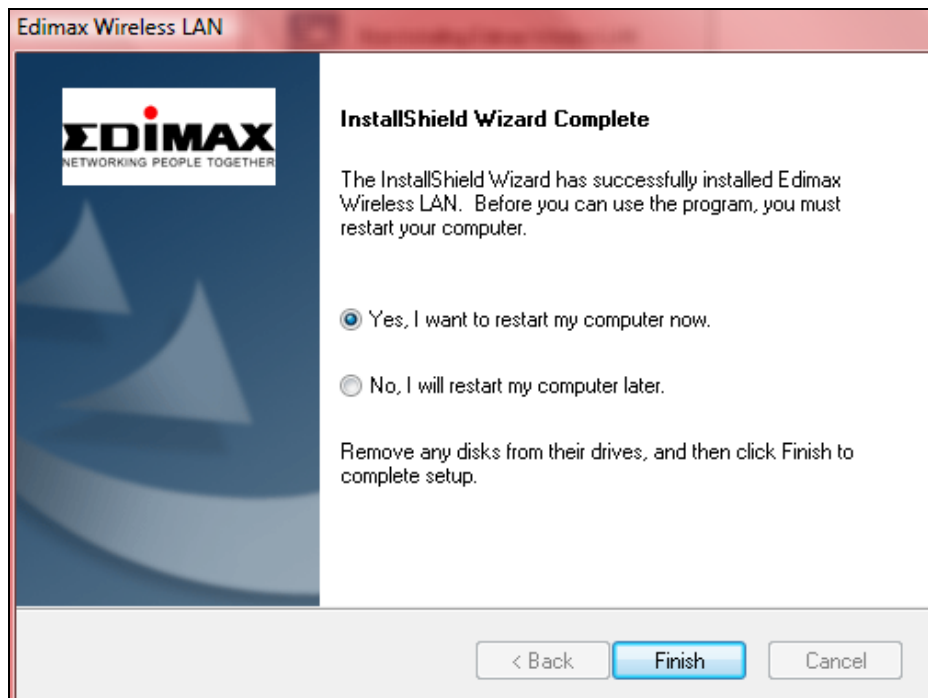 Edimax Wireless LAN
EDIMAX
NETWORKING PEOPLE TOGETHER
InstallShield Wizard Complete
The InstallShield Wizard has successfully installed Edimax
Wireless LAN. Before you can use the program, you must
restart your computer.
Yes, I want to restart my computer now.
No, I will restart my computer later.
Remove any disks from their drives, and then click Finish to
complete setup.
< Back
Finish
Cancel